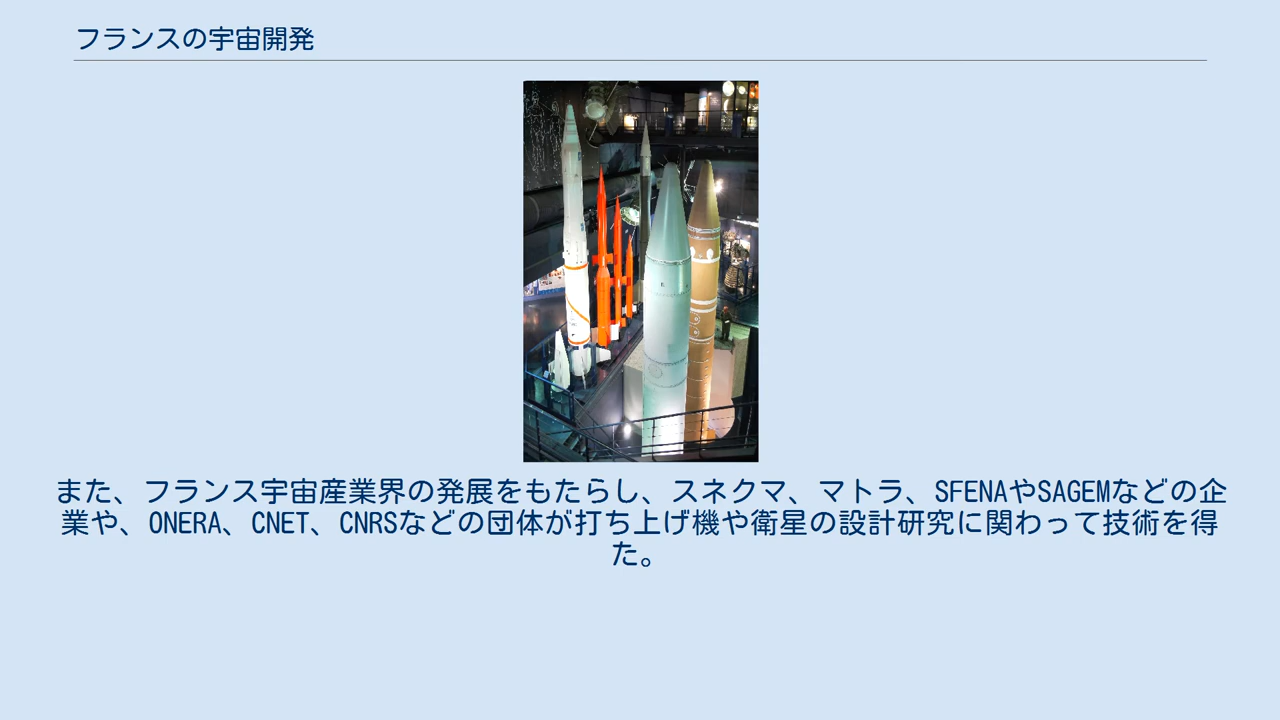 フランスの宇宙開発
また、フランス宇宙産業界の発展をもたらし、スネクマ、マトラ、SFENAやSAGEMなどの企
業や、ONERA、CNET、CNRSなどの団体が打ち上げ機や衛星の設計研究に関わって技術を得
た。